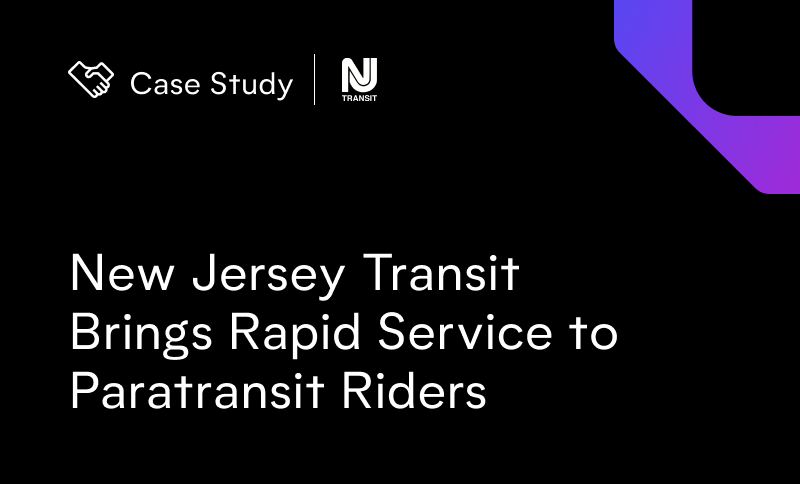 Case Study
NJ
TRANSIT
New Jersey Transit
Brings Rapid Service to
Paratransit Riders